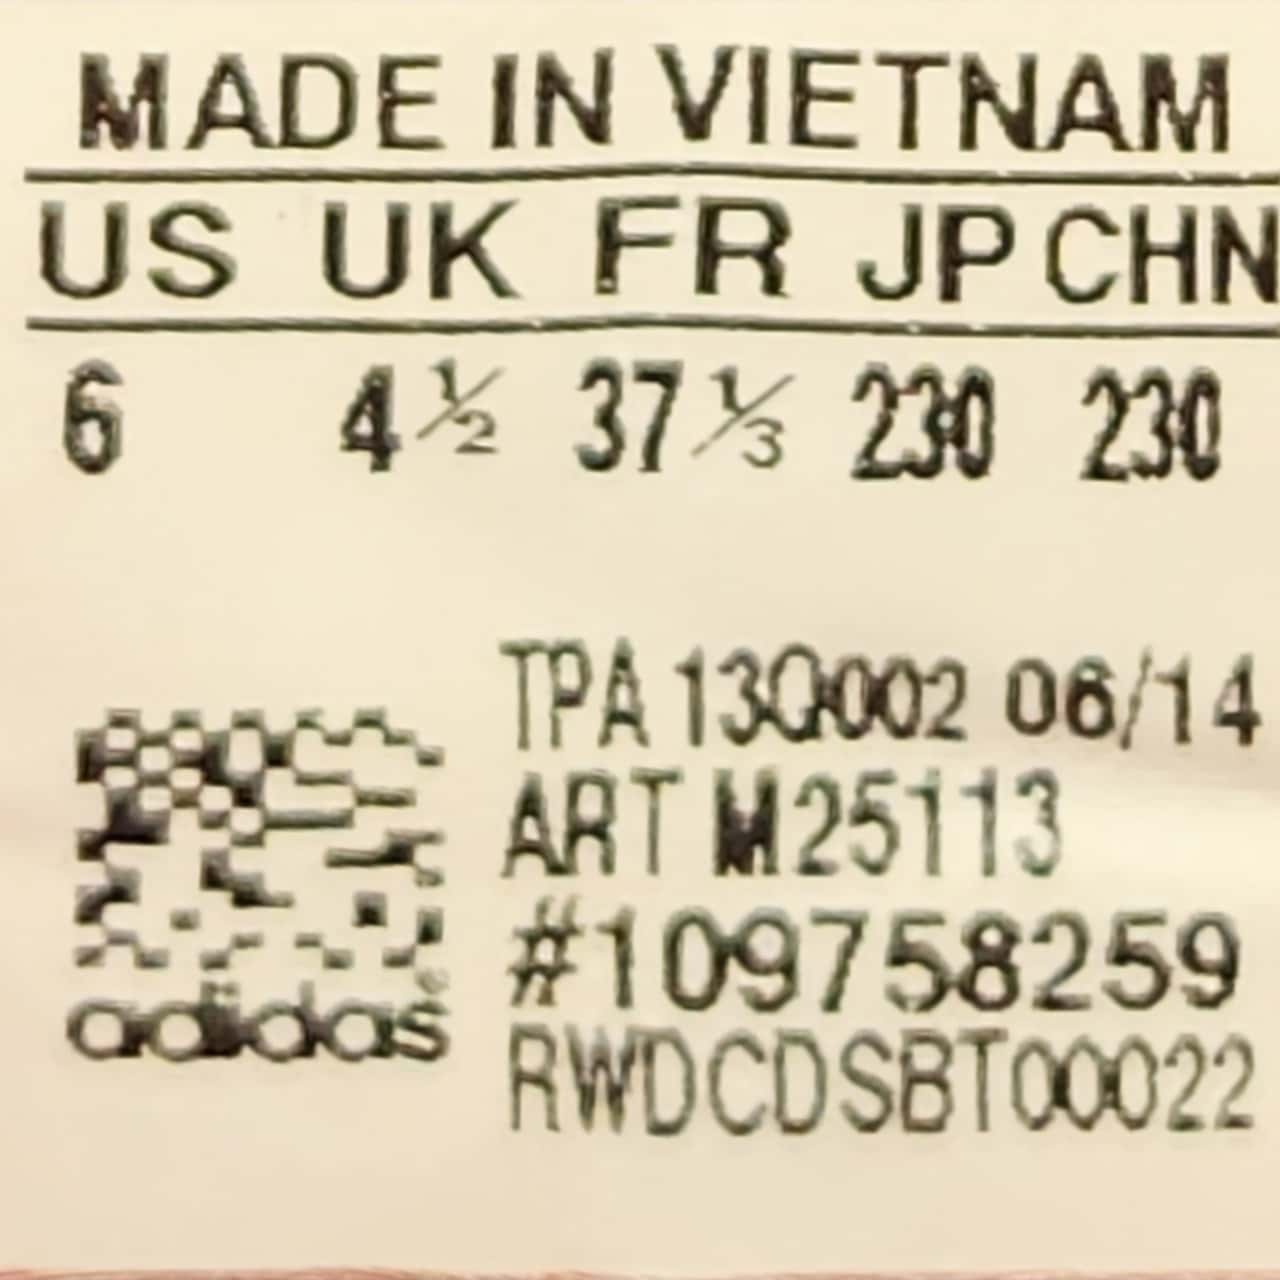 MADE IN VIETNAM
US UK FR JP CHN
6 4½ 37⅓ 230 230
TPA 13Q002 06/14
ART M25113
#109758259
adidas
RWDCDSBT00022